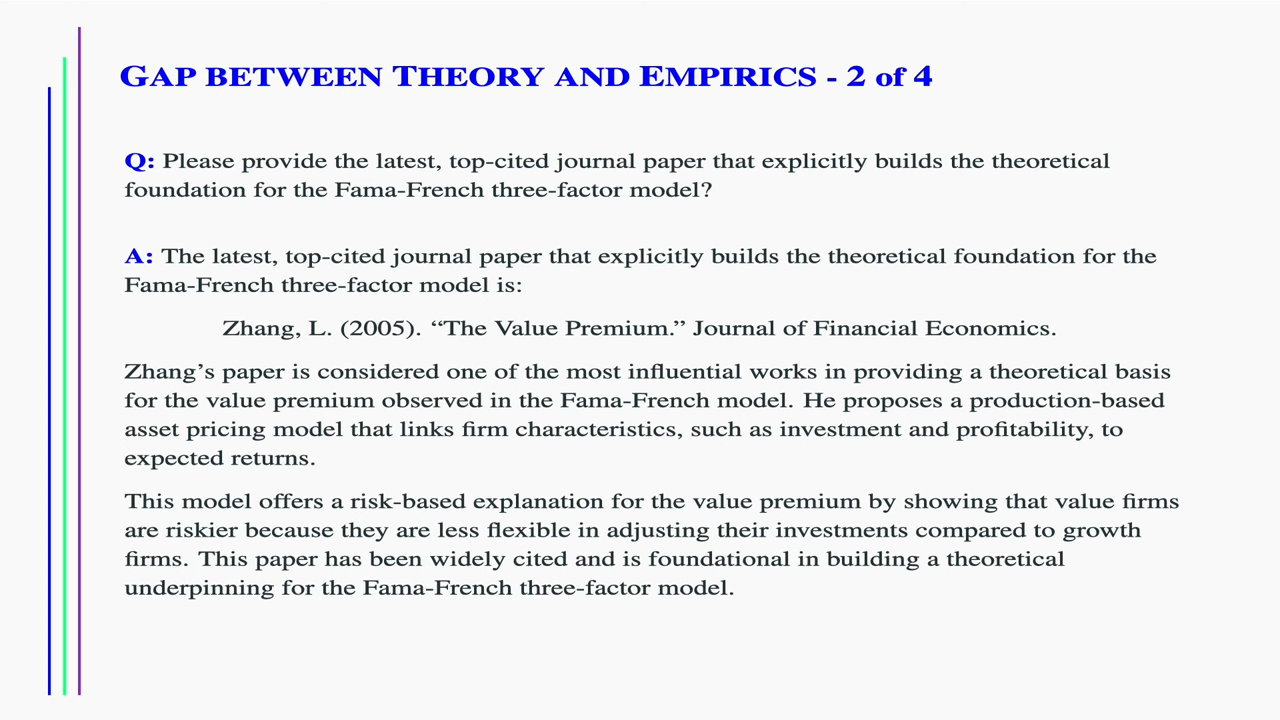 GAP BETWEEN THEORY AND EMPIRICS - 2 of 4
Q: Please provide the latest, top-cited journal paper that explicitly builds the theoretical
foundation for the Fama-French three-factor model?
A: The latest, top-cited journal paper that explicitly builds the theoretical foundation for the
Fama-French three-factor model is:
Zhang, L. (2005). “The Value Premium.” Journal of Financial Economics.
Zhang’s paper is considered one of the most influential works in providing a theoretical basis
for the value premium observed in the Fama-French model. He proposes a production-based
asset pricing model that links firm characteristics, such as investment and profitability, to
expected returns.
This model offers a risk-based explanation for the value premium by showing that value firms
are riskier because they are less flexible in adjusting their investments compared to growth
firms. This paper has been widely cited and is foundational in building a theoretical
underpinning for the Fama-French three-factor model.